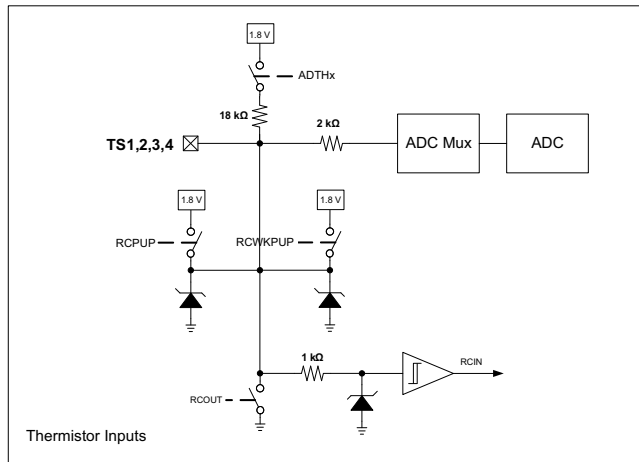 1.8 V
ADTHx
18 kΩ
2 kΩ
TS1,2,3,4
ADC Mux
ADC
1.8 V
1.8 V
RCPUP
RCWKPUP
1 kΩ
RCIN
RCOUT
Thermistor Inputs